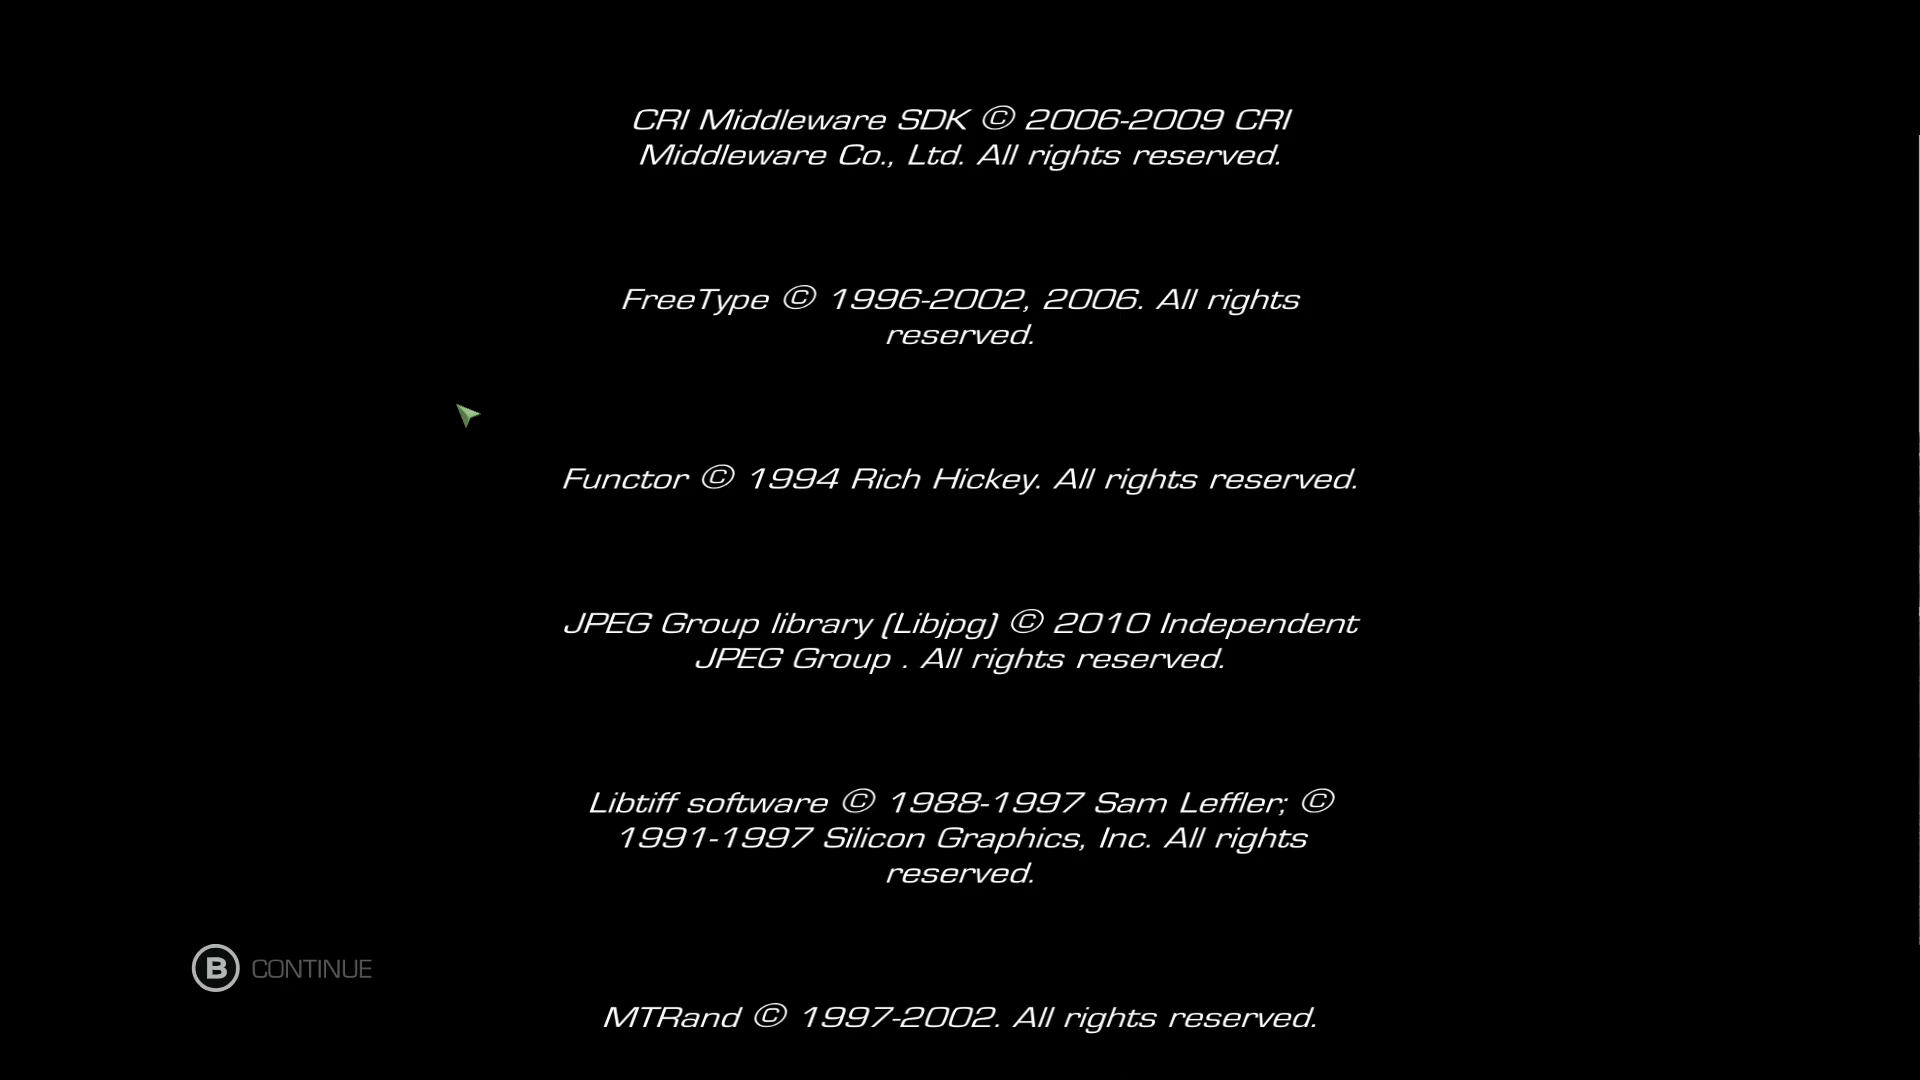 CRI Middleware SDK © 2006-2009 CRI
Middleware Co., Ltd. All rights reserved.
FreeType © 1996-2002, 2006. All rights
reserved.
Functor © 1994 Rich Hickey. All rights reserved.
JPEG Group library (Libjpg) © 2010 Independent
JPEG Group . All rights reserved.
Libtiff software © 1988-1997 Sam Leffler; ©
1991-1997 Silicon Graphics, Inc. All rights
reserved.
B CONTINUE
MTRand © 1997-2002. All rights reserved.